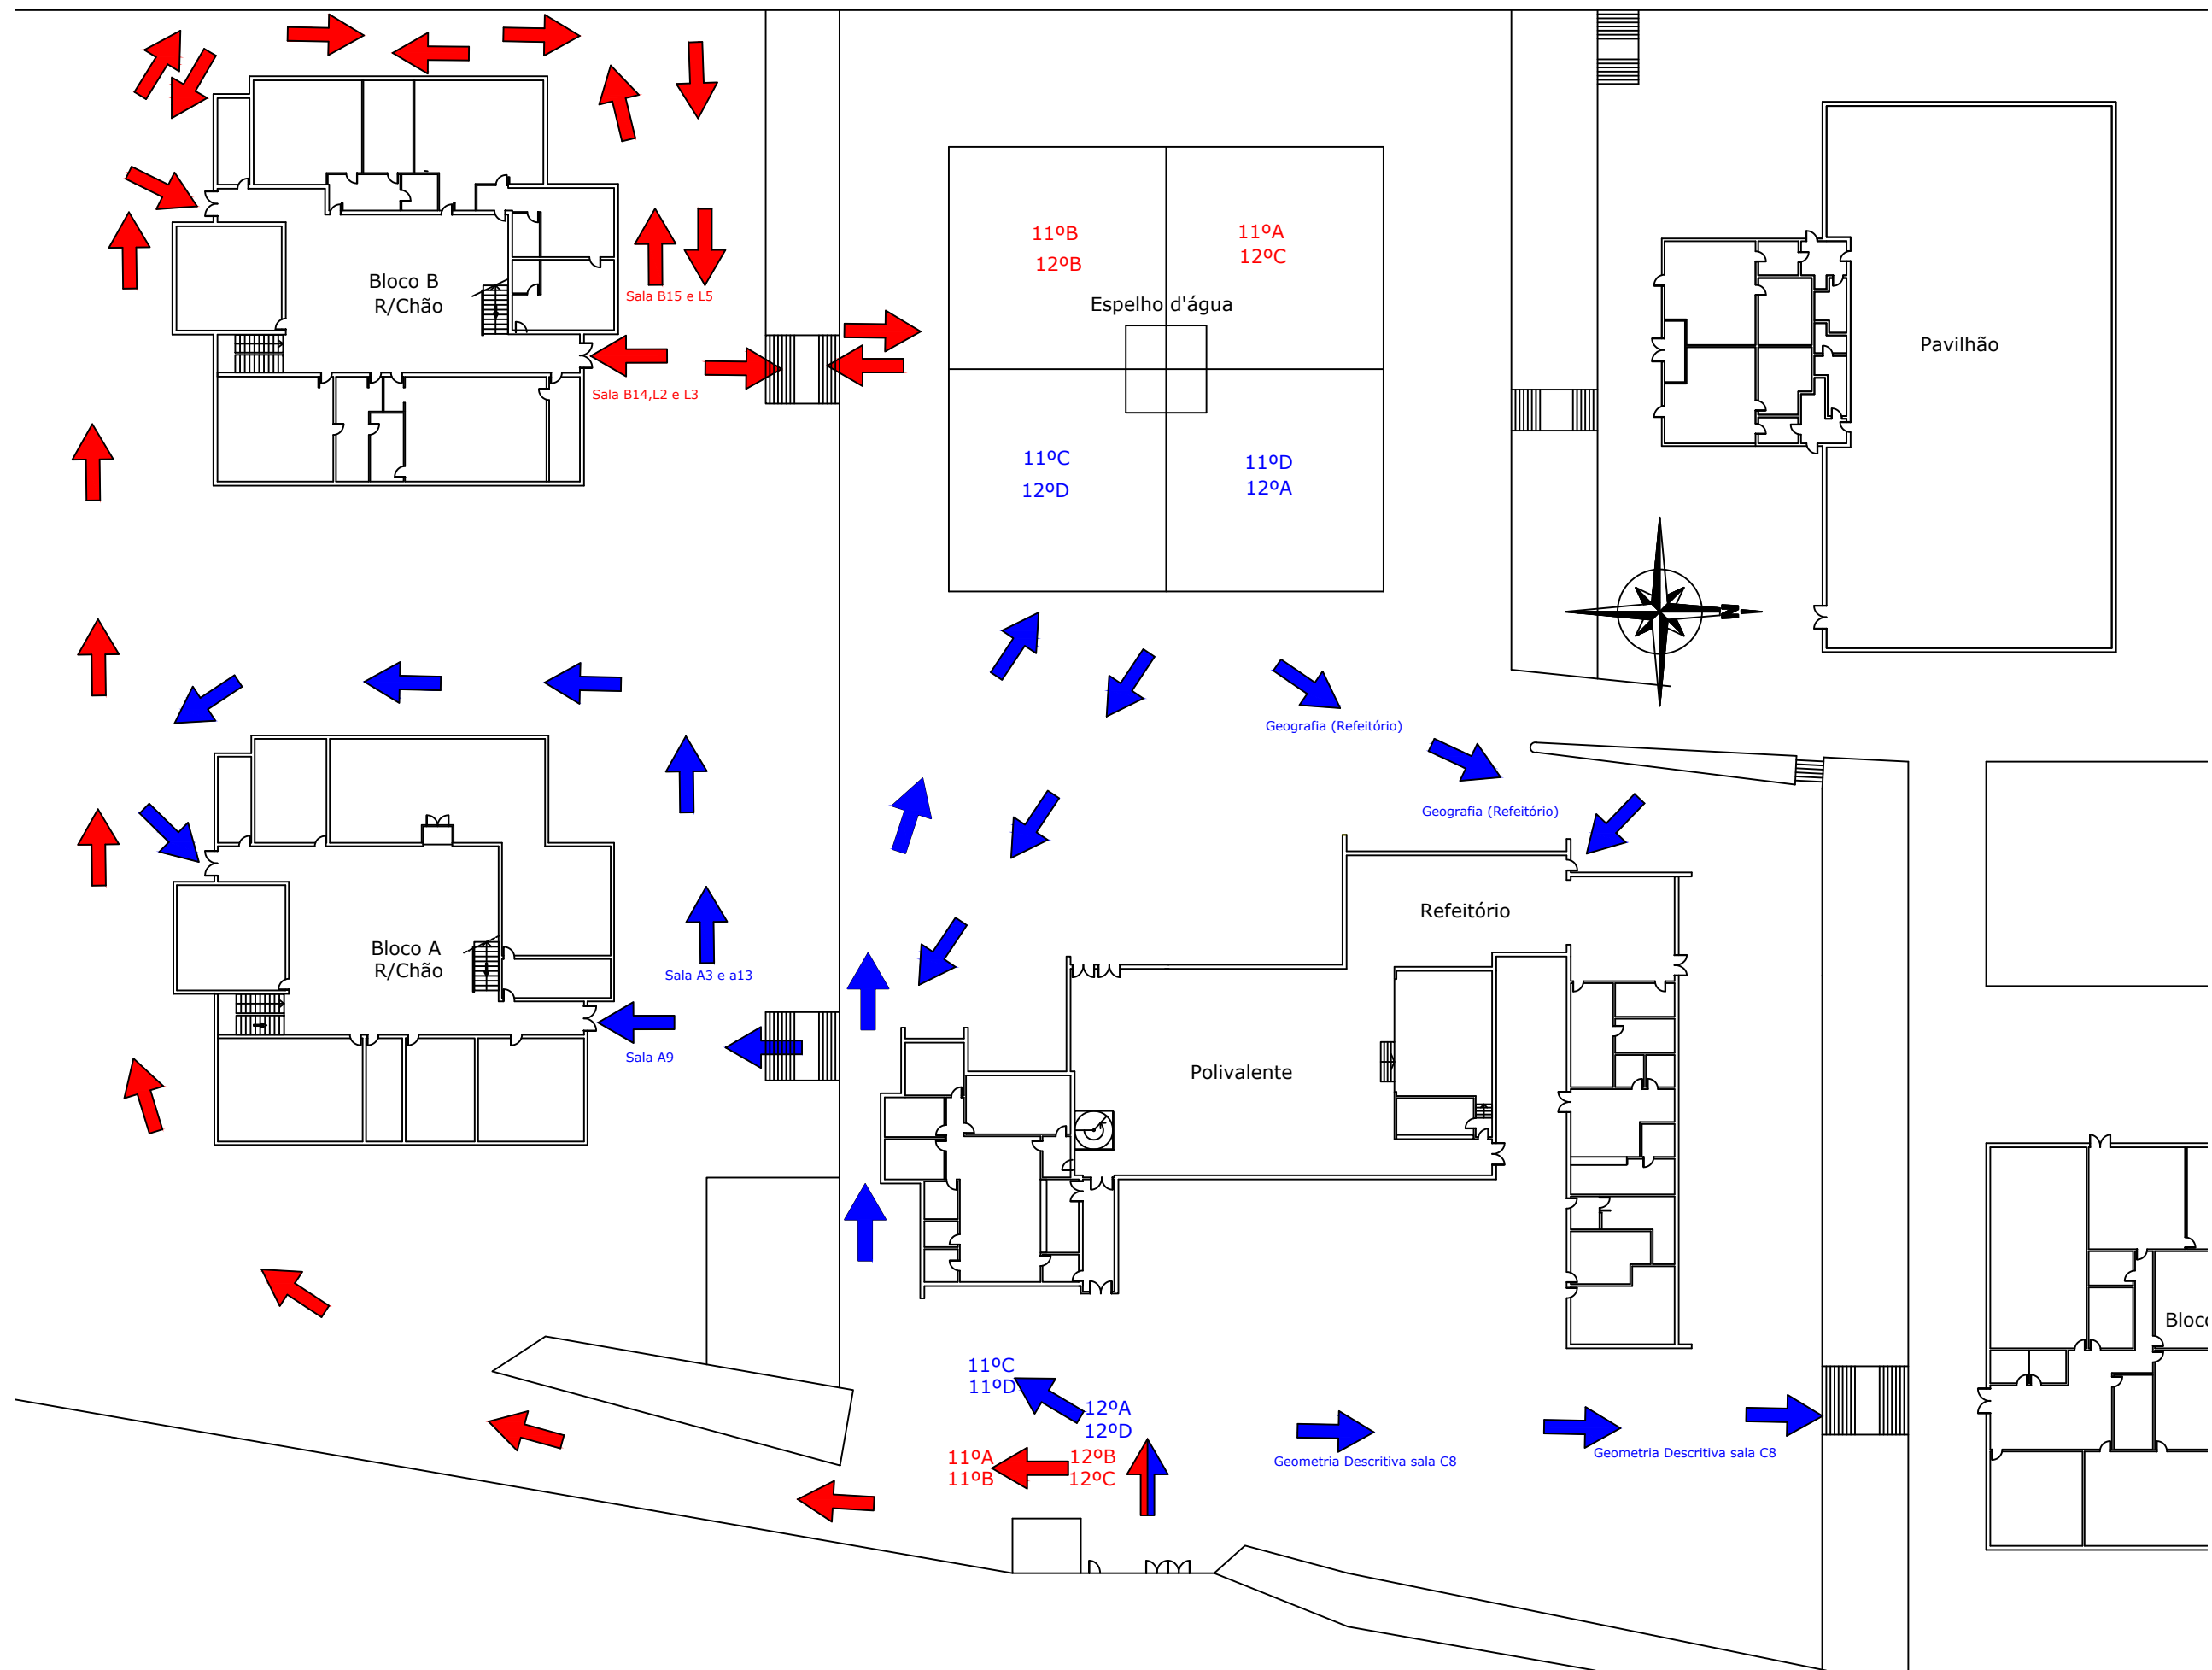 11ºB
12ºB
11ºA
12ºC
Bloco B
R/Chão
Sala B15 e L5
Espelho d'água
Pavilhão
Sala B14,L2 e L3
11ºC
12ºD
11ºD
12ºA
N
Geografia (Refeitório)
Geografia (Refeitório)
Refeitório
Bloco A
R/Chão
Sala A3 e a13
Sala A9
Polivalente
Bloco
11ºC
11ºD
12ºA
12ºD
11ºA
11ºB
12ºB
12ºC
Geometria Descritiva sala C8
Geometria Descritiva sala C8